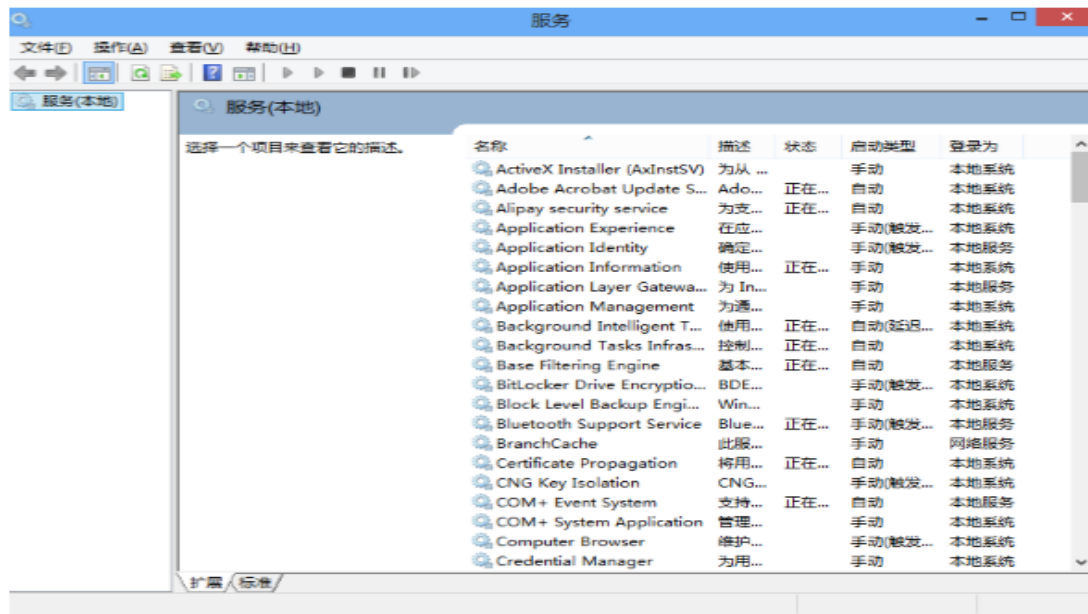 服务
文件(F) 操作(A) 查看(V) 帮助(H)
服务(本地)
服务(本地)
选择一个项目来查看它的描述。
名称 描述 状态 启动类型 登录为
ActiveX Installer (AxInstSV) 为从 ... 手动 本地系统
Adobe Acrobat Update S... Ado... 正在... 自动 本地系统
Alipay security service 为支... 正在... 自动 本地系统
Application Experience 在应... 手动(触发... 本地系统
Application Identity 确定... 手动(触发... 本地服务
Application Information 使用... 正在... 手动 本地系统
Application Layer Gatewa... 为 In... 手动 本地服务
Application Management 为通... 手动 本地系统
Background Intelligent T... 使用... 正在... 自动(延迟... 本地系统
Background Tasks Infras... 控制... 正在... 自动 本地系统
Base Filtering Engine 基本... 正在... 自动 本地服务
BitLocker Drive Encryptio... BDE... 手动(触发... 本地系统
Block Level Backup Engi... Win... 手动 本地系统
Bluetooth Support Service Blue... 正在... 手动(触发... 本地服务
BranchCache 此服... 手动 网络服务
Certificate Propagation 将用... 正在... 自动 本地系统
CNG Key Isolation CNG... 手动(触发... 本地系统
COM+ Event System 支持... 正在... 自动 本地服务
COM+ System Application 管理... 手动 本地系统
Computer Browser 维护... 手动(触发... 本地系统
Credential Manager 为用... 手动 本地系统
扩展 标准